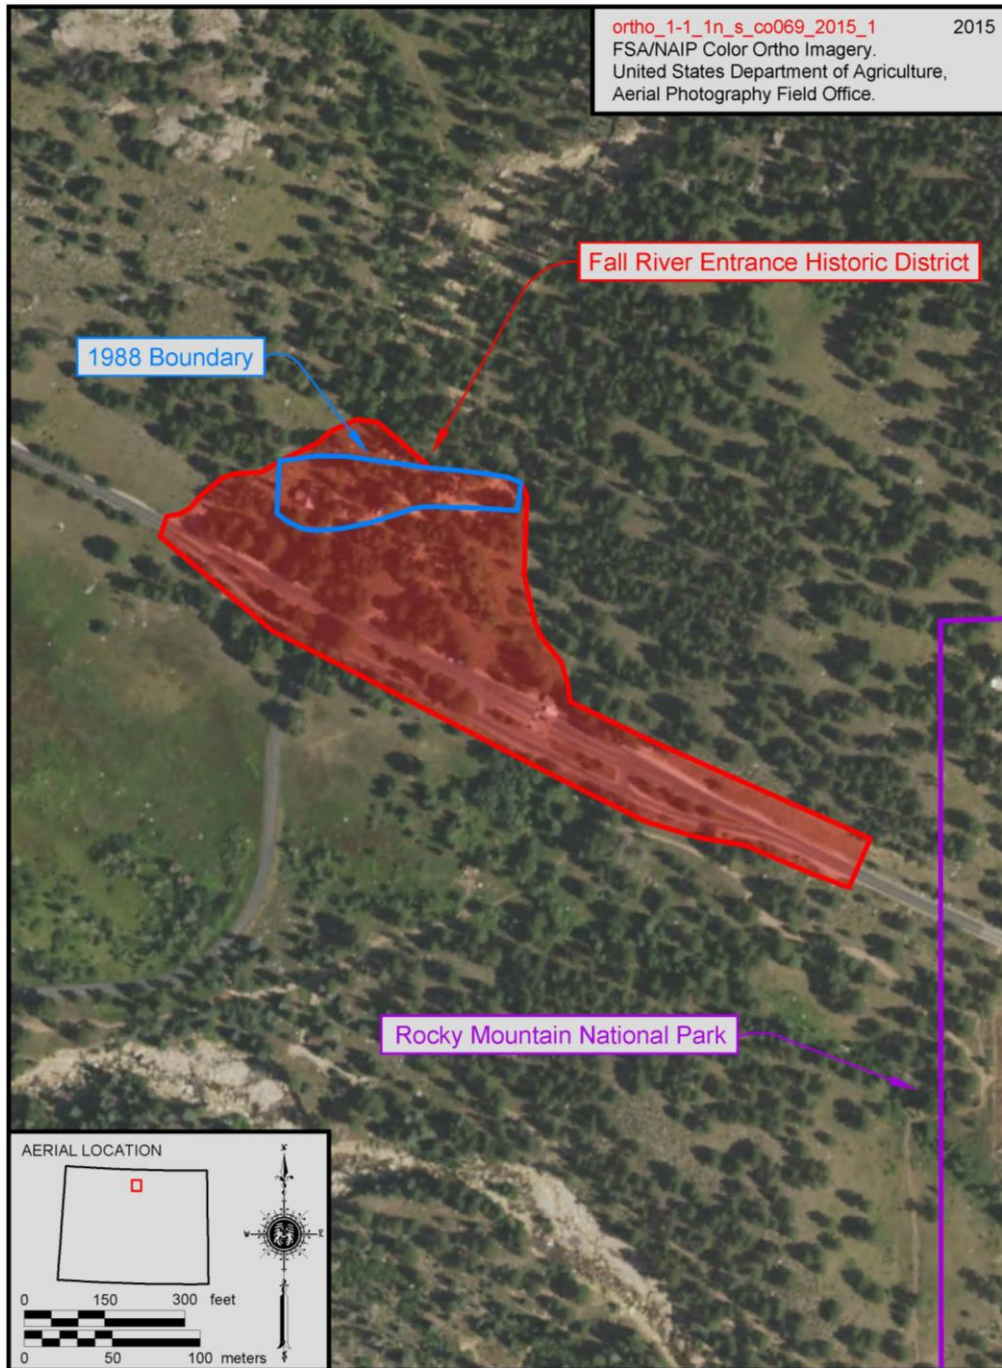 ortho_1-1_1n_s_co069_2015_1 2015
FSA/NAIP Color Ortho Imagery.
United States Department of Agriculture,
Aerial Photography Field Office.
Fall River Entrance Historic District
1988 Boundary
Rocky Mountain National Park
AERIAL LOCATION
N
W E
S
0 150 300 feet
0 50 100 meters